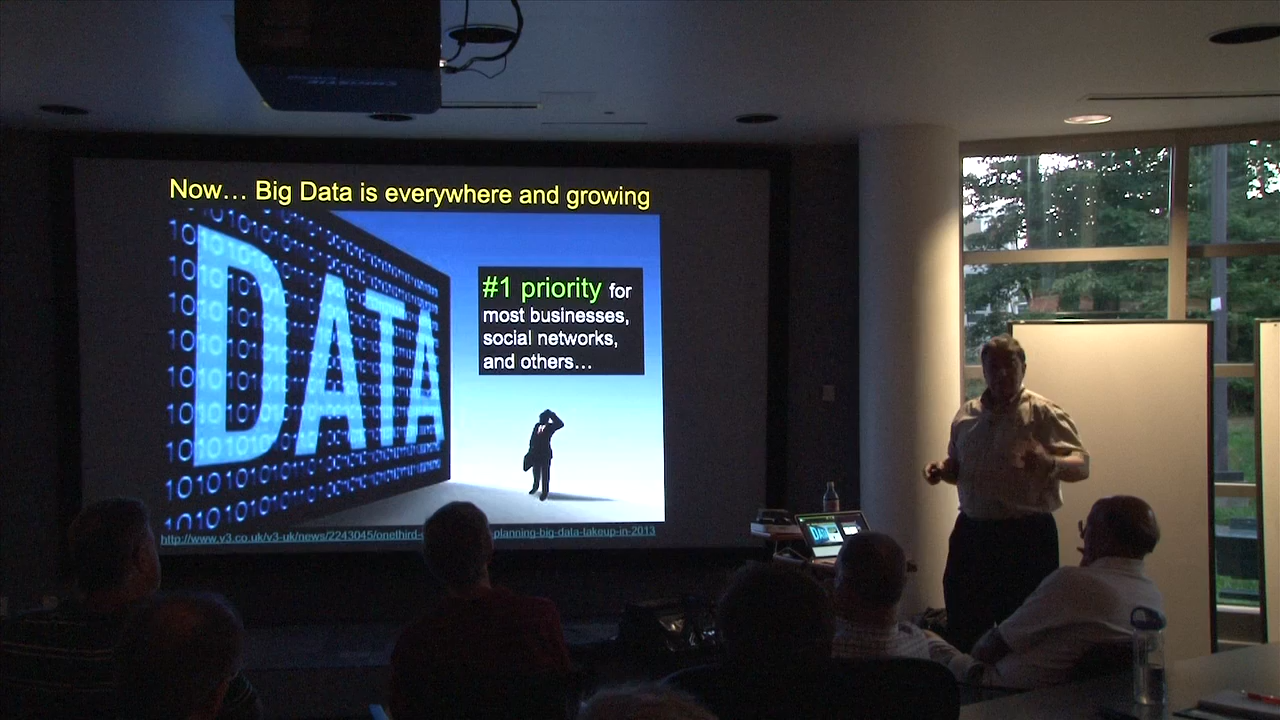 Now... Big Data is everywhere and growing
DATA
#1 priority for
most businesses,
social networks,
and others...
http://www.v3.co.uk/v3-uk/news/2243045/onethird- planning-big-data-takeup-in-2013